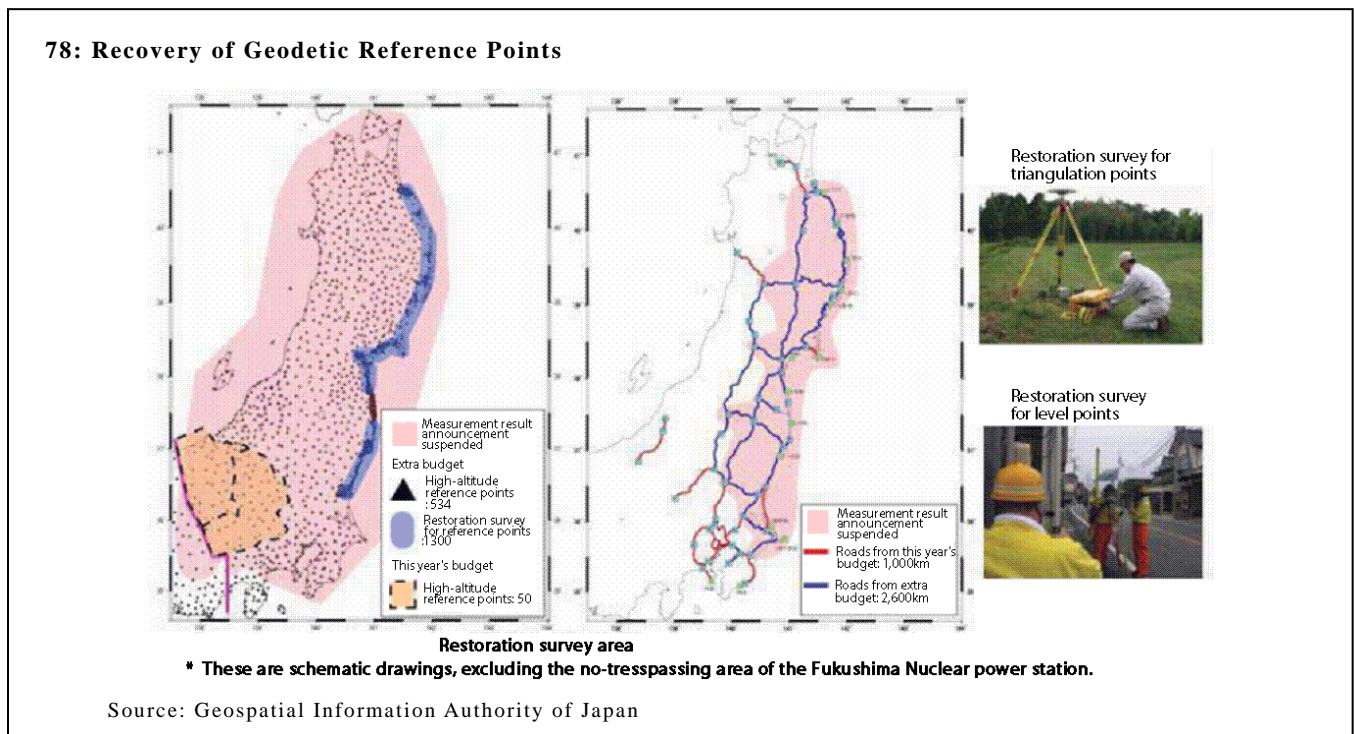 78: Recovery of Geodetic Reference Points
Restoration survey for
triangulation points
Restoration survey
for level points
Measurement result
announcement
suspended
Extra budget
High-altitude
reference points
:534
Restoration survey
for reference points
:1300
This year's budget
High-altitude
reference points: 50
Measurement result
announcement
suspended
Roads from this year's
budget: 1,000km
Roads from extra
budget: 2,600km
Restoration survey area
* These are schematic drawings, excluding the no-tresspassing area of the Fukushima Nuclear power station.
Source: Geospatial Information Authority of Japan